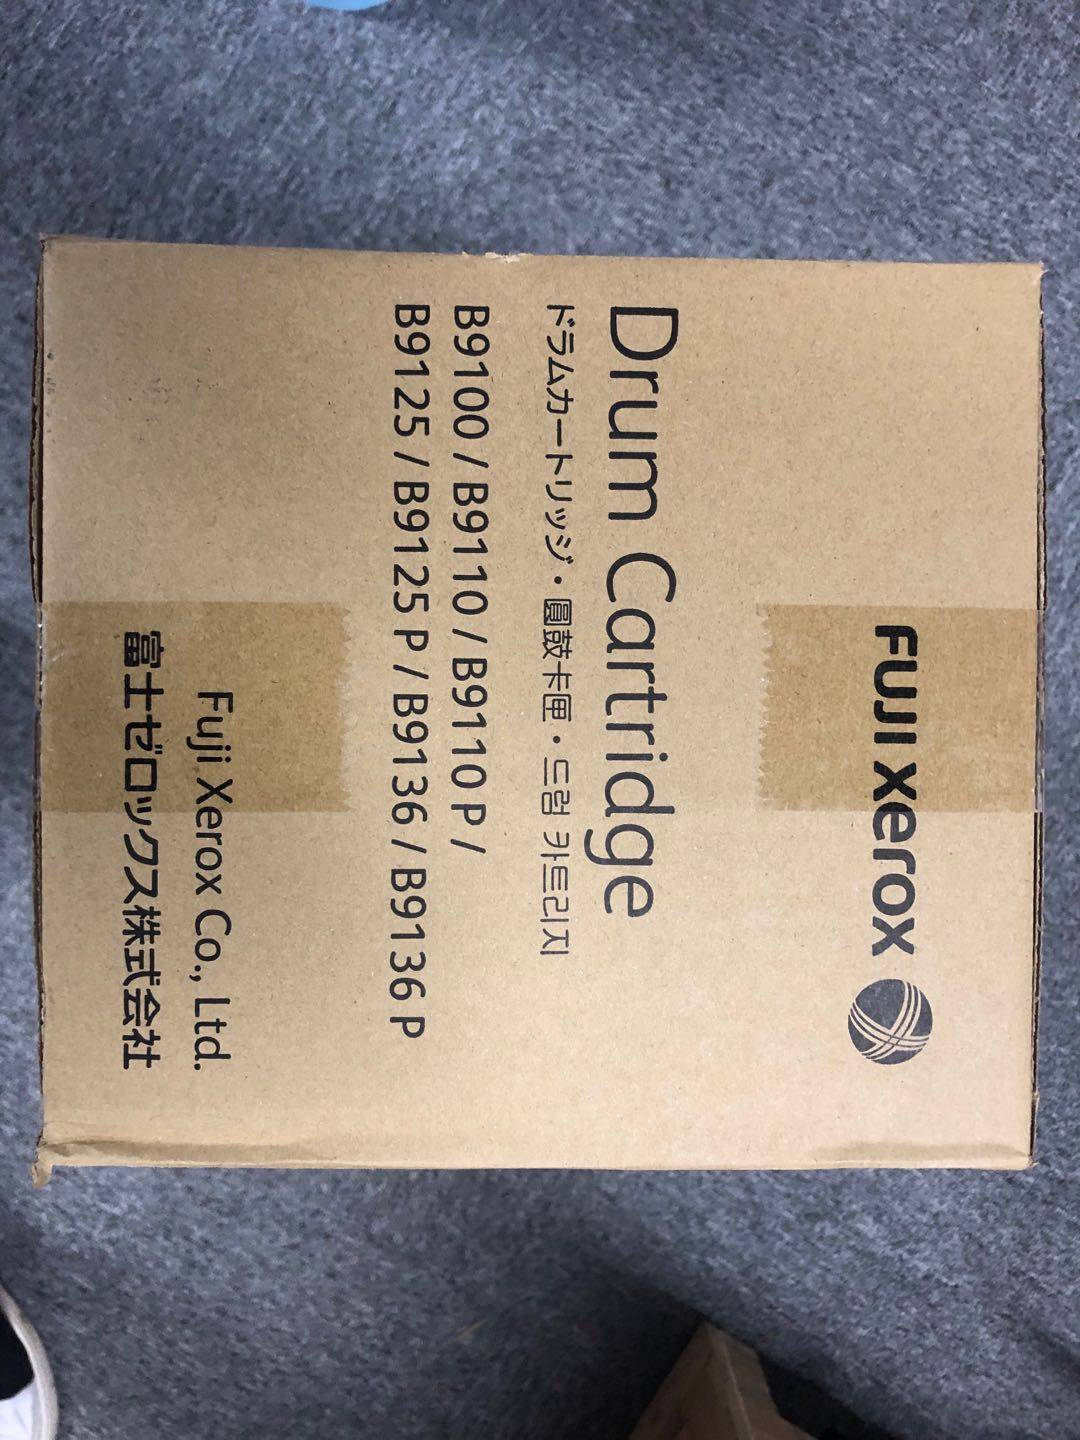 FUJI Xerox
Drum Cartridge
ドラムカートリッジ・圓鼓卡匣・드럼 카트리지
B9100 / B9110 / B9110 P /
B9125 / B9125 P / B9136 / B9136 P
Fuji Xerox Co., Ltd.
富士ゼロックス株式会社